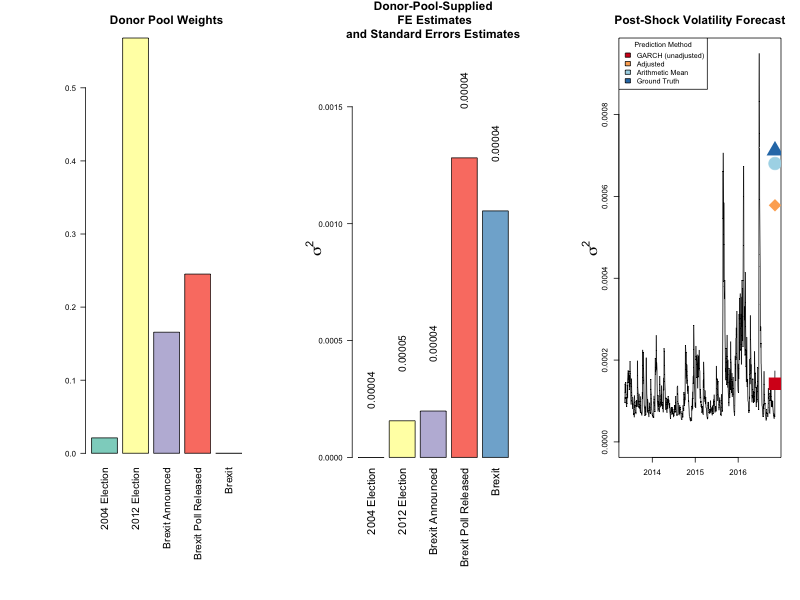 Donor Pool Weights
0.0
0.1
0.2
0.3
0.4
0.5
2004 Election
2012 Election
Brexit Announced
Brexit Poll Released
Brexit
Donor-Pool-Supplied
FE Estimates
and Standard Errors Estimates
σ²
0.0000
0.0005
0.0010
0.0015
0.00004
0.00005
0.00004
0.00004
0.00004
2004 Election
2012 Election
Brexit Announced
Brexit Poll Released
Brexit
Post-Shock Volatility Forecast
Prediction Method
GARCH (unadjusted)
Adjusted
Arithmetic Mean
Ground Truth
σ²
0.0000
0.0002
0.0004
0.0006
0.0008
2014
2015
2016